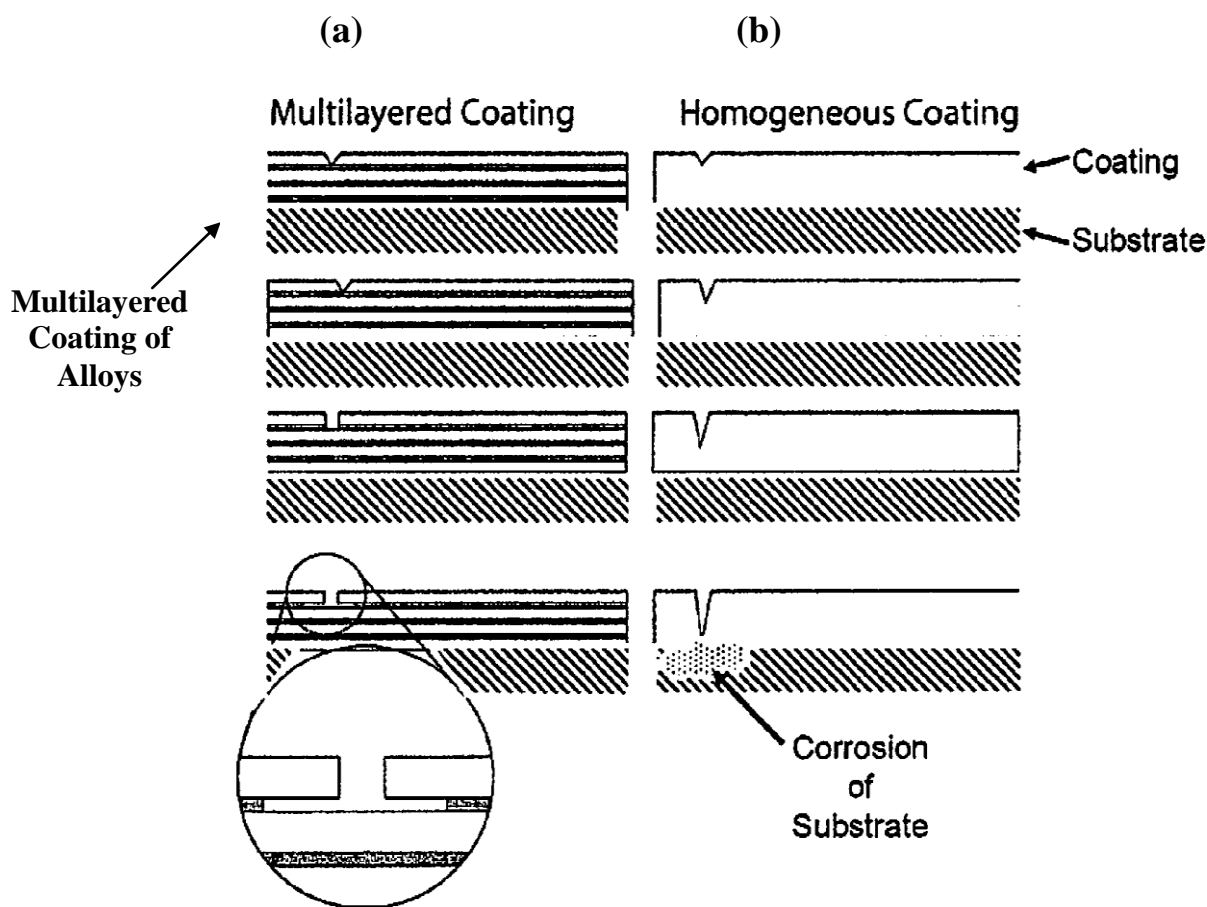 (a)
(b)
Multilayered Coating
Homogeneous Coating
Coating
Substrate
Multilayered
Coating of
Alloys
Corrosion
of
Substrate